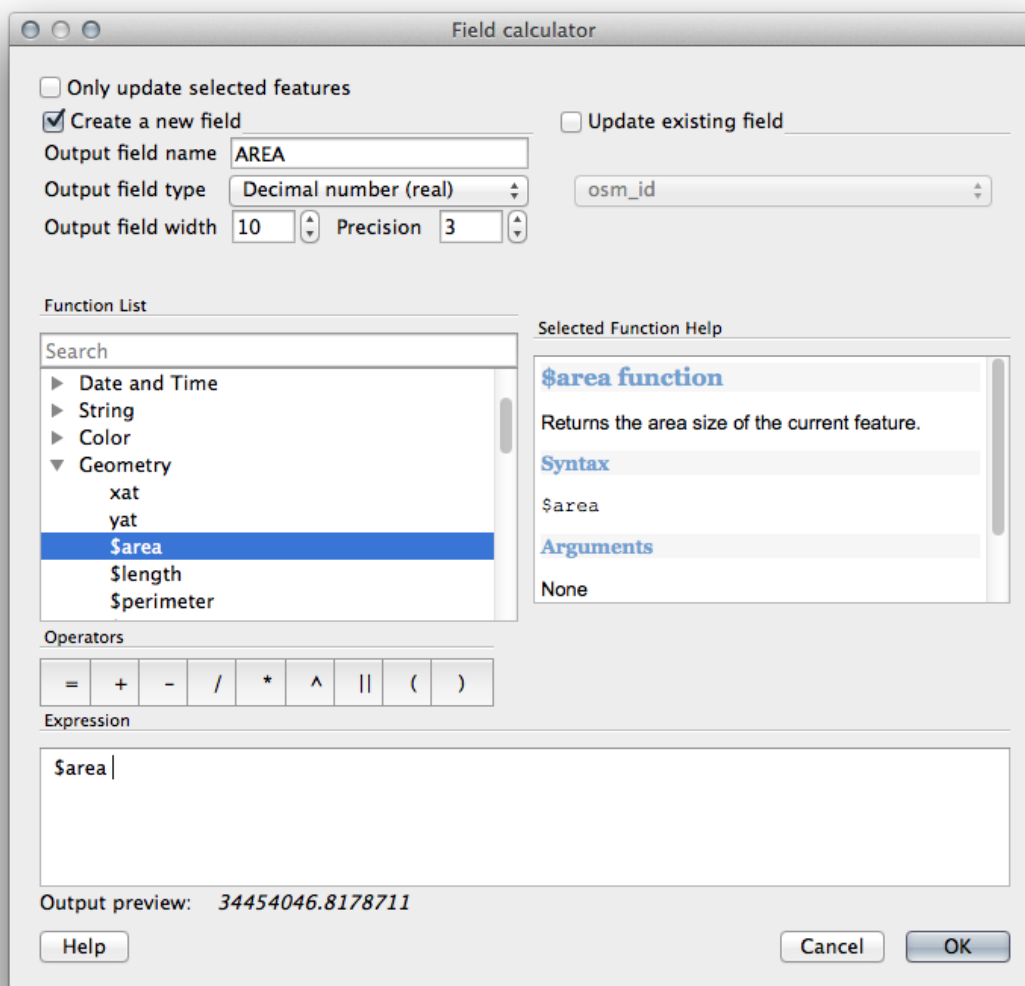 Field calculator
Only update selected features
Create a new field
Update existing field
Output field name AREA
Output field type Decimal number (real)
osm_id
Output field width 10 Precision 3
Function List
Selected Function Help
Search
Date and Time
String
Color
Geometry
xat
yat
$area
$length
$perimeter
$area function
Returns the area size of the current feature.
Syntax
$area
Arguments
None
Operators
= + - / * ^ || ( )
Expression
$area
Output preview: 34454046.8178711
Help Cancel OK